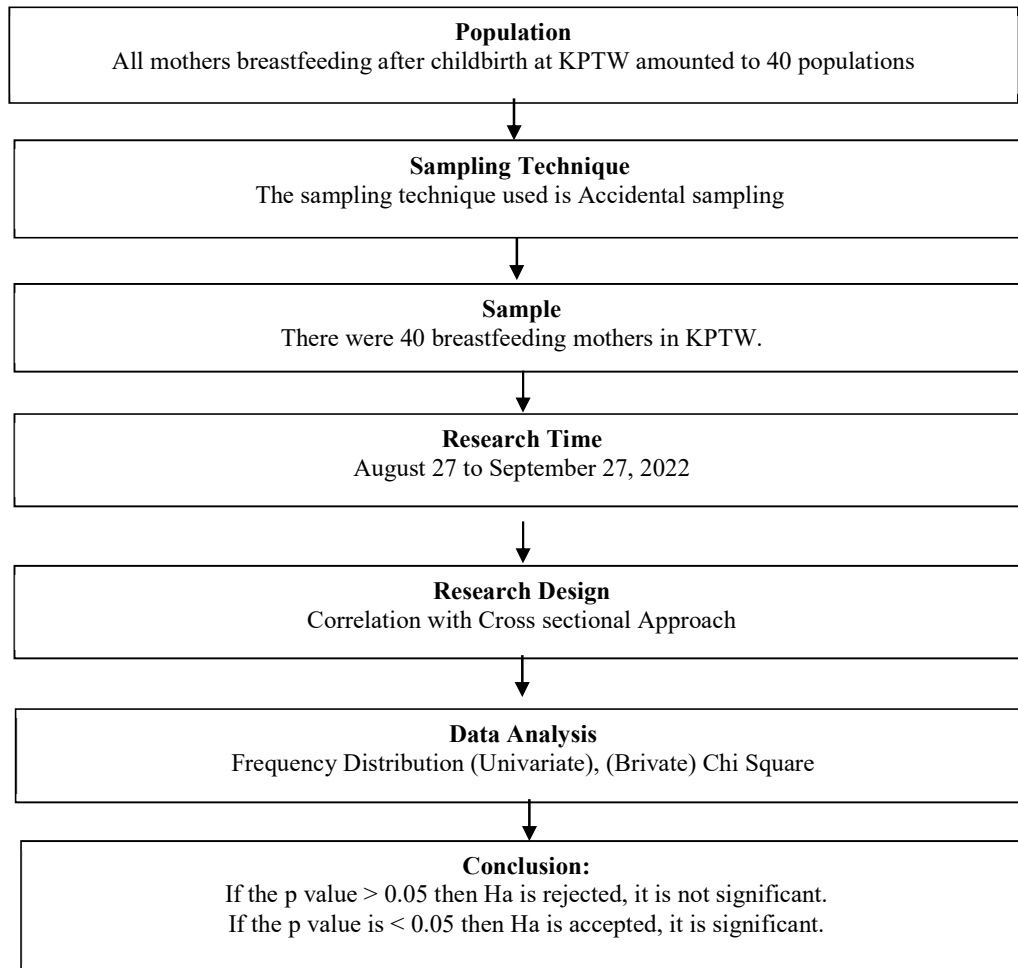 Population
All mothers breastfeeding after childbirth at KPTW amounted to 40 populations
Sampling Technique
The sampling technique used is Accidental sampling
Sample
There were 40 breastfeeding mothers in KPTW.
Research Time
August 27 to September 27, 2022
Research Design
Correlation with Cross sectional Approach
Data Analysis
Frequency Distribution (Univariate), (Brivate) Chi Square
Conclusion:
If the p value > 0.05 then Ha is rejected, it is not significant.
If the p value is < 0.05 then Ha is accepted, it is significant.